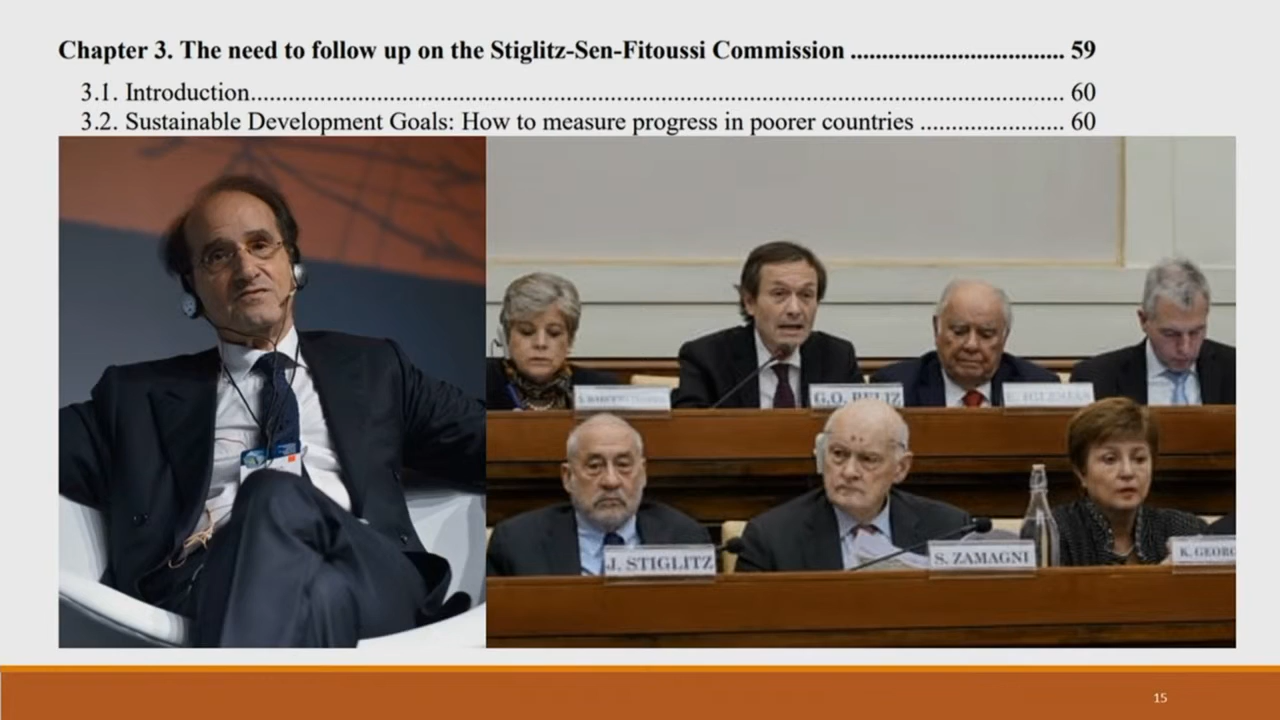 Chapter 3. The need to follow up on the Stiglitz-Sen-Fitoussi Commission .................................. 59
3.1. Introduction.................................................................................................................................. 60
3.2. Sustainable Development Goals: How to measure progress in poorer countries ...................... 60
G.O. BELIZ
E. IGLESIAS
J. STIGLITZ
S. ZAMAGNI
K. GEORG
15